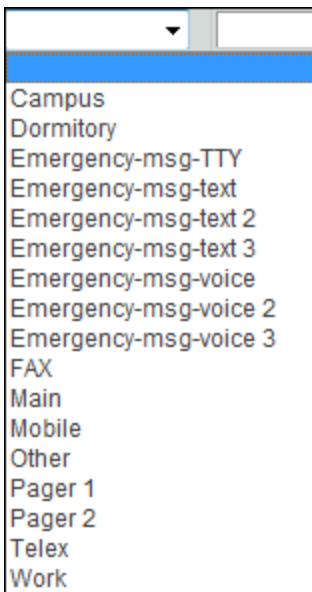 Campus
Dormitory
Emergency-msg-TTY
Emergency-msg-text
Emergency-msg-text 2
Emergency-msg-text 3
Emergency-msg-voice
Emergency-msg-voice 2
Emergency-msg-voice 3
FAX
Main
Mobile
Other
Pager 1
Pager 2
Telex
Work